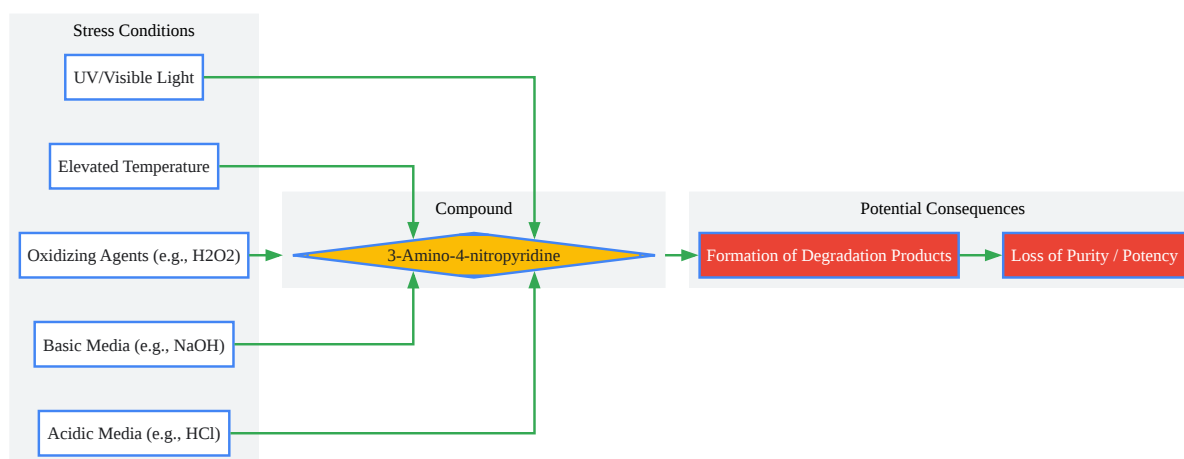 Stress Conditions
UV/Visible Light
Elevated Temperature
Oxidizing Agents (e.g., H2O2)
Basic Media (e.g., NaOH)
Acidic Media (e.g., HCl)
Compound
3-Amino-4-nitropyridine
Potential Consequences
Formation of Degradation Products
Loss of Purity / Potency